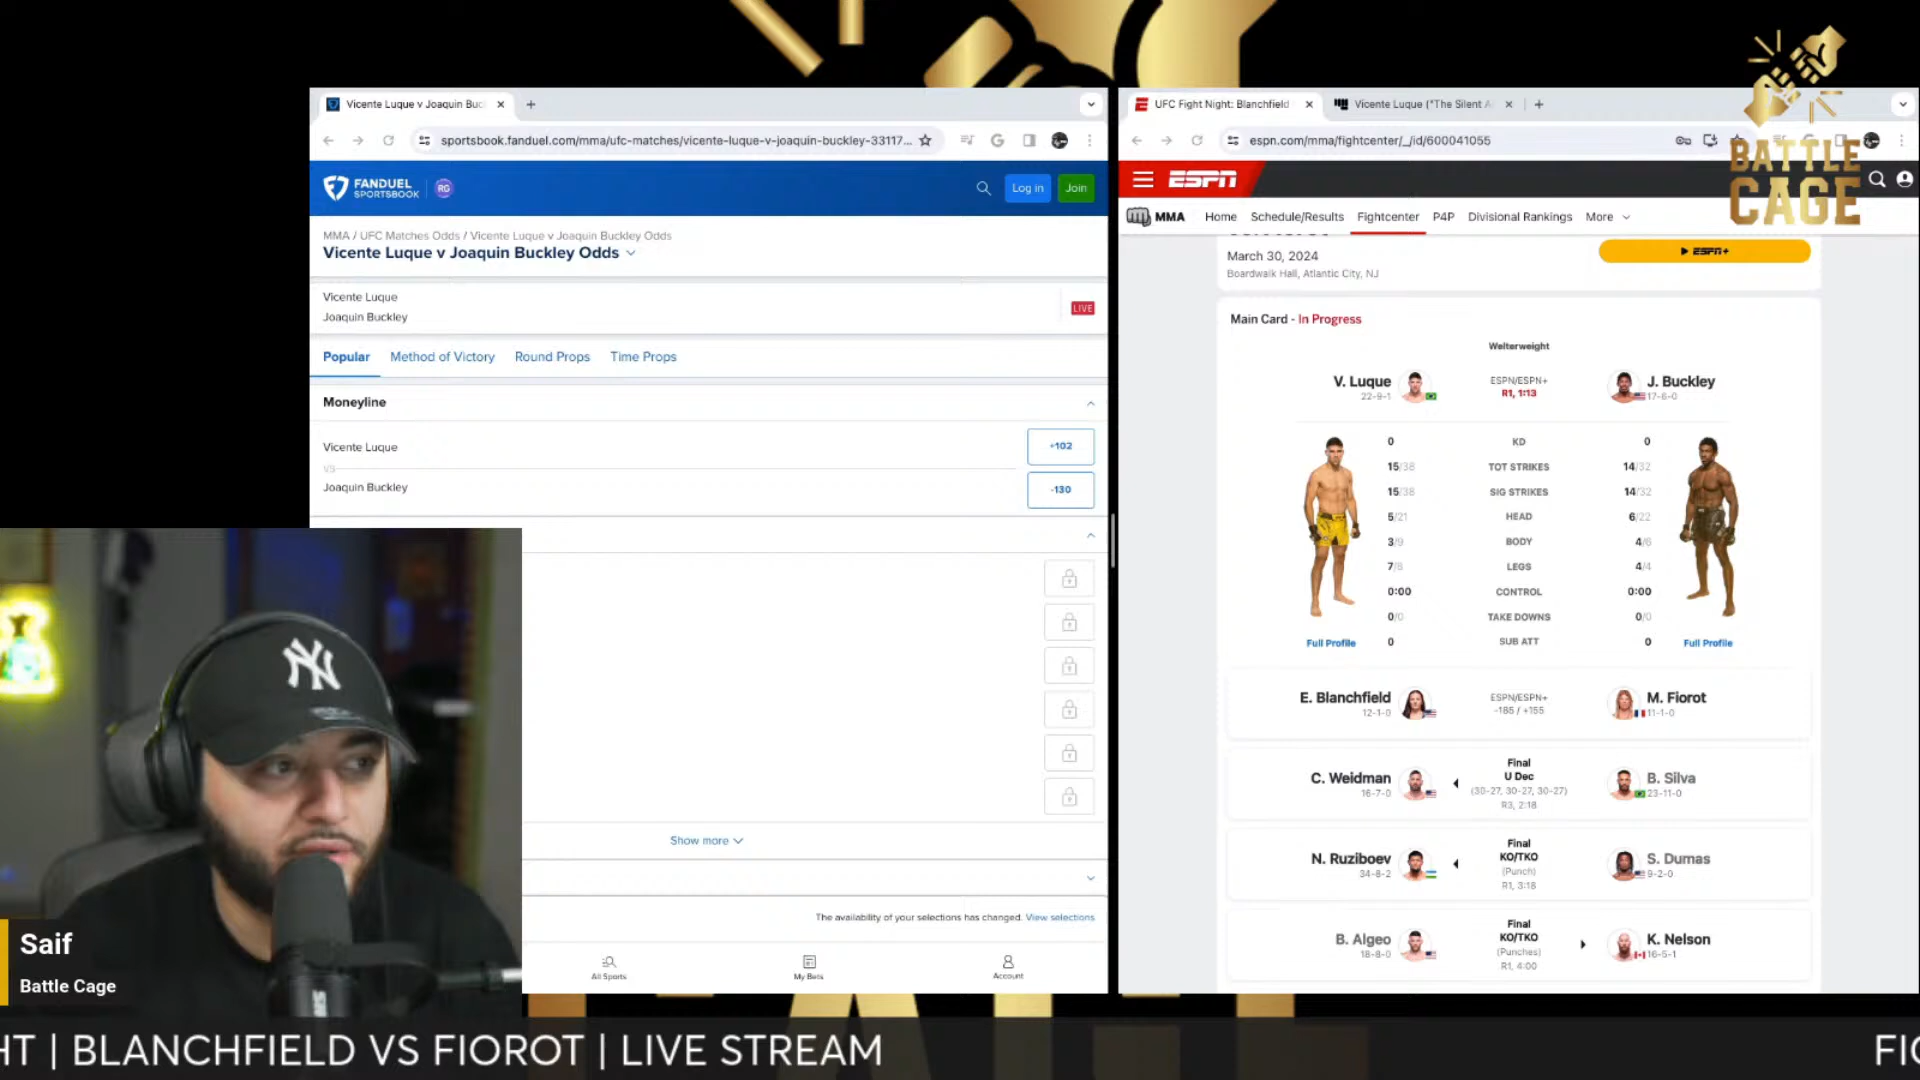 Vicente Luque v Joaquin Buc
sportsbook.fanduel.com/mma/ufc-matches/vicente-luque-v-joaquin-buckley-33117...
FANDUEL
SPORTSBOOK
RG
Log in
Join
MMA / UFC Matches Odds / Vicente Luque v Joaquin Buckley Odds
Vicente Luque v Joaquin Buckley Odds
Vicente Luque
Joaquin Buckley
LIVE
Popular
Method of Victory
Round Props
Time Props
Moneyline
Vicente Luque
+102
VS
Joaquin Buckley
-130
Show more
The availability of your selections has changed. View selections
All Sports
My Bets
Account
UFC Fight Night: Blanchfield
Vicente Luque ("The Silent A
espn.com/mma/fightcenter/_/id/600041055
BATTLE
CAGE
ESPN
MMA
Home
Schedule/Results
Fightcenter
P4P
Divisional Rankings
More
March 30, 2024
Boardwalk Hall, Atlantic City, NJ
ESPN+
Main Card - In Progress
Welterweight
V. Luque
22-9-1
ESPN/ESPN+
R1, 1:13
J. Buckley
17-6-0
0 KD 0
15/38 TOT STRIKES 14/32
15/38 SIG STRIKES 14/32
5/21 HEAD 6/22
3/9 BODY 4/6
7/8 LEGS 4/4
0:00 CONTROL 0:00
0/0 TAKE DOWNS 0/0
Full Profile 0 SUB ATT 0 Full Profile
E. Blanchfield
12-1-0
ESPN/ESPN+
-185 / +155
M. Fiorot
11-1-0
C. Weidman
16-7-0
Final
U Dec
(30-27, 30-27, 30-27)
R3, 2:18
B. Silva
23-11-0
N. Ruziboev
34-8-2
Final
KO/TKO
(Punch)
R1, 3:18
S. Dumas
9-2-0
B. Algeo
18-8-0
Final
KO/TKO
(Punches)
R1, 4:00
K. Nelson
16-5-1
NY
Saif
Battle Cage
HT | BLANCHFIELD VS FIOROT | LIVE STREAM
FIG